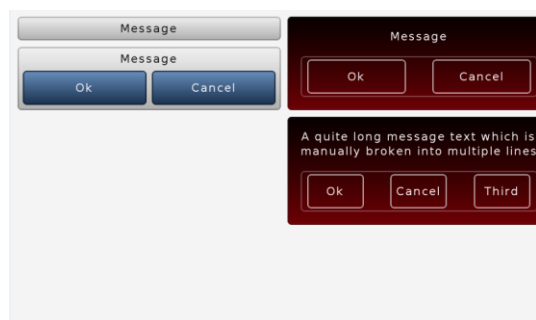 Message
Message
Ok Cancel
Message
Ok Cancel
A quite long message text which is
manually broken into multiple lines
Ok Cancel Third